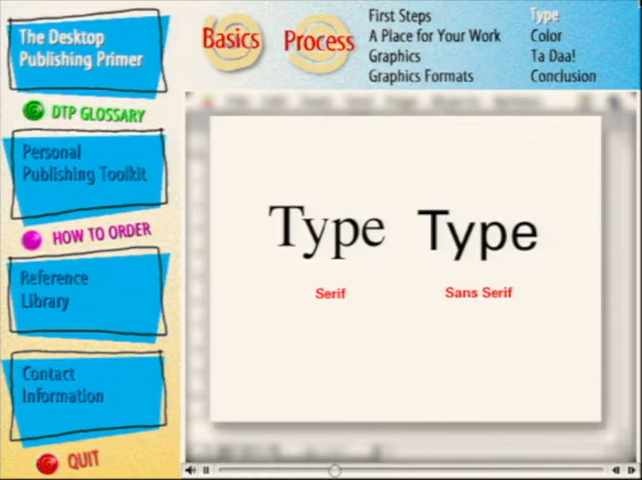 The Desktop
Publishing Primer
DTP GLOSSARY
Personal
Publishing Toolkit
HOW TO ORDER
Reference
Library
Contact
Information
QUIT
Basics
Process
First Steps
A Place for Your Work
Graphics
Graphics Formats
Type
Color
Ta Daa!
Conclusion
Type Type
Serif Sans Serif